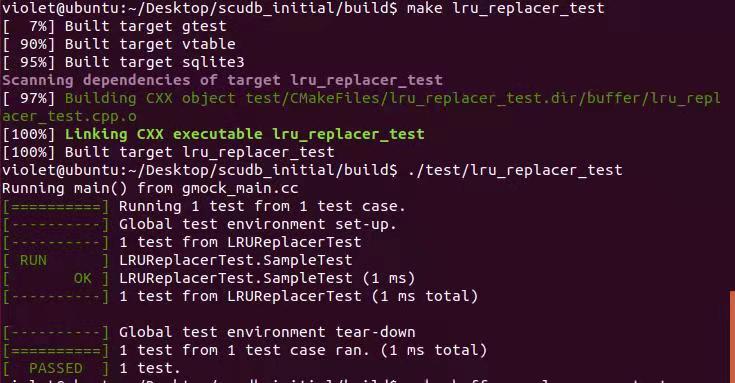 violet@ubuntu:~/Desktop/scudb_initial/build$ make lru_replacer_test
[  7%] Built target gtest
[ 90%] Built target vtable
[ 95%] Built target sqlite3
Scanning dependencies of target lru_replacer_test
[ 97%] Building CXX object test/CMakeFiles/lru_replacer_test.dir/buffer/lru_repl
acer_test.cpp.o
[100%] Linking CXX executable lru_replacer_test
[100%] Built target lru_replacer_test
violet@ubuntu:~/Desktop/scudb_initial/build$ ./test/lru_replacer_test
Running main() from gmock_main.cc
[==========] Running 1 test from 1 test case.
[----------] Global test environment set-up.
[----------] 1 test from LRUReplacerTest
[ RUN      ] LRUReplacerTest.SampleTest
[       OK ] LRUReplacerTest.SampleTest (1 ms)
[----------] 1 test from LRUReplacerTest (1 ms total)
[----------] Global test environment tear-down
[==========] 1 test from 1 test case ran. (1 ms total)
[  PASSED  ] 1 test.